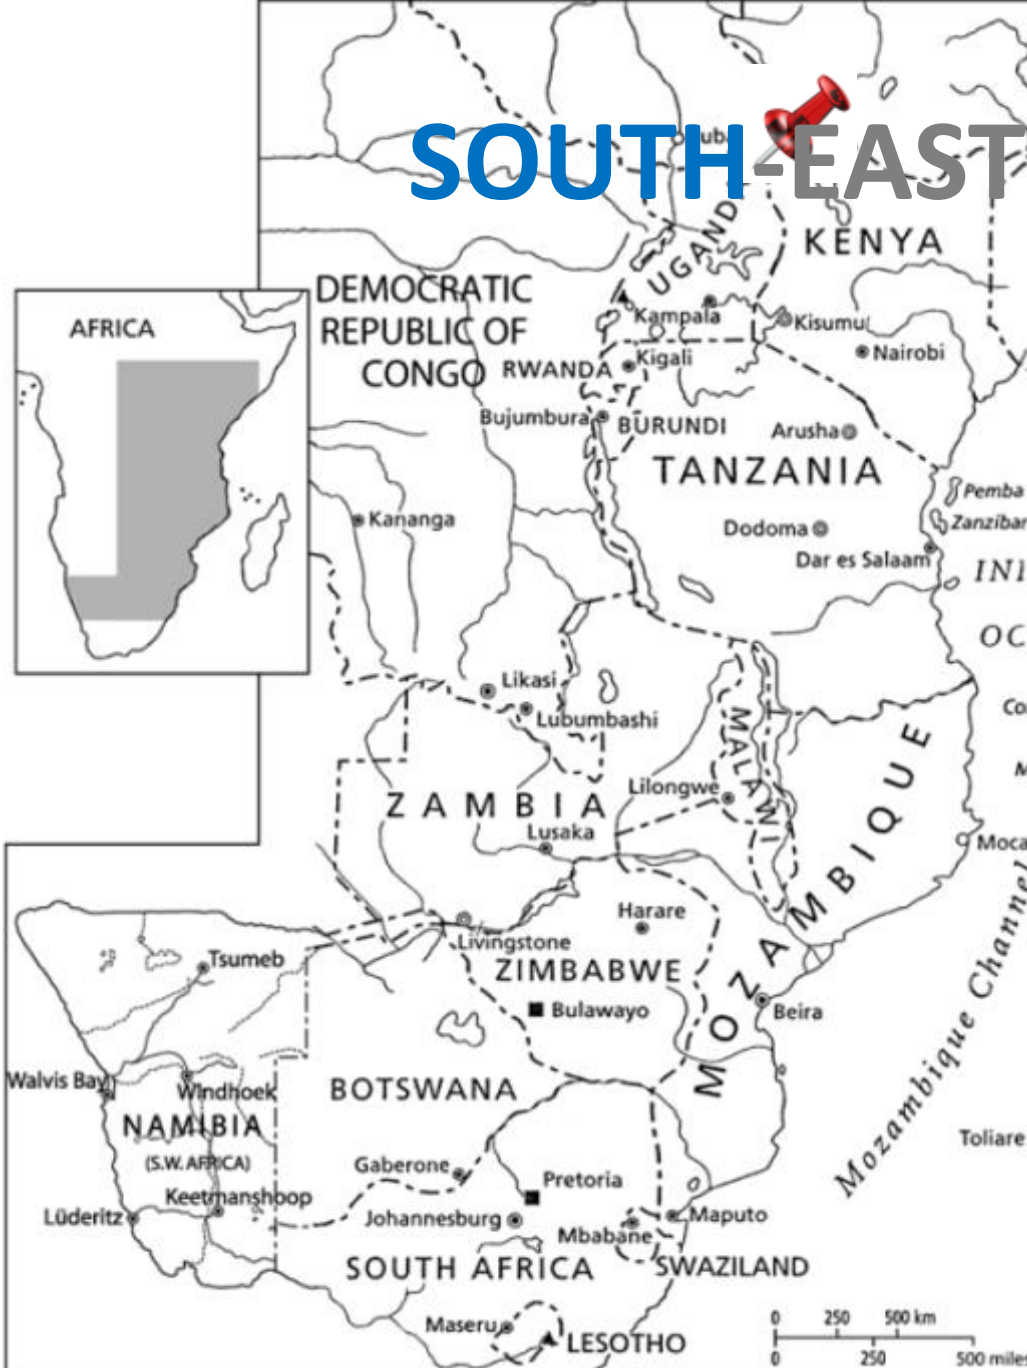 SOUTH-EAST
UGAND
KENYA
DEMOCRATIC
REPUBLIC OF
CONGO
AFRICA
Kampala
Kisumu
Nairobi
Kigali
RWANDA
Bujumbura
BURUNDI
Arusha
TANZANIA
Pemba
Zanzibar
Kananga
Dodoma
Dar es Salaam
Likasi
Lubumbashi
MALAWI
Lilongwe
ZAMBIA
Lusaka
MOZAMBIQUE
Harare
Livingstone
ZIMBABWE
Tsumeb
Bulawayo
Beira
Mozambique Channel
Walvis Bay
Windhoek
BOTSWANA
NAMIBIA
(S.W. AFRICA)
Toliare
Gaberone
Pretoria
Keetmanshoop
Lüderitz
Johannesburg
Maputo
Mbabane
SOUTH AFRICA
SWAZILAND
Maseru
LESOTHO
0 250 500 km
0 250 500 miles